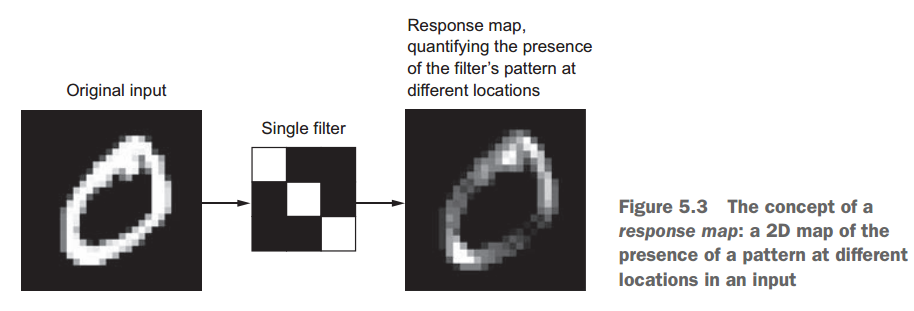 Original input
Single filter
Response map,
quantifying the presence
of the filter's pattern at
different locations
Figure 5.3 The concept of a
response map: a 2D map of the
presence of a pattern at different
locations in an input